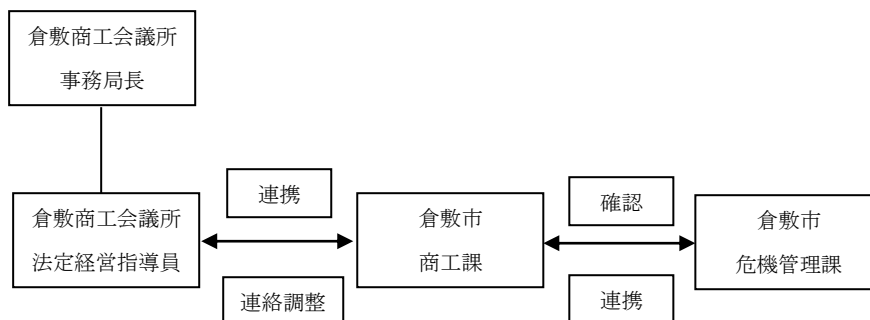 倉敷商工会議所
事務局長
倉敷商工会議所
法定経営指導員
連携
連絡調整
倉敷市
商工課
確認
連携
倉敷市
危機管理課